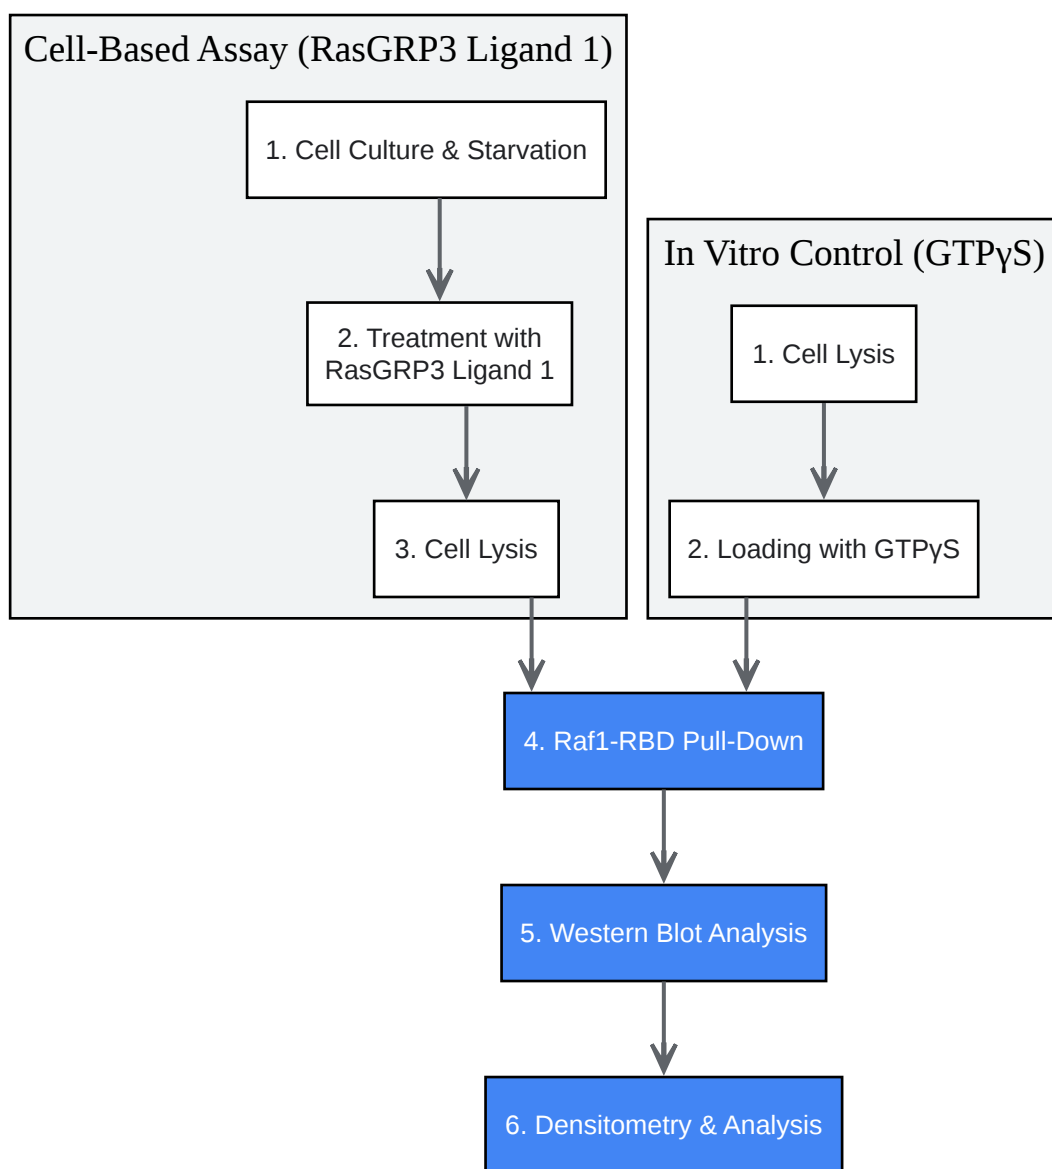 Cell-Based Assay (RasGRP3 Ligand 1)
1. Cell Culture & Starvation
2. Treatment with
RasGRP3 Ligand 1
3. Cell Lysis
In Vitro Control (GTPγS)
1. Cell Lysis
2. Loading with GTPγS
4. Raf1-RBD Pull-Down
5. Western Blot Analysis
6. Densitometry & Analysis